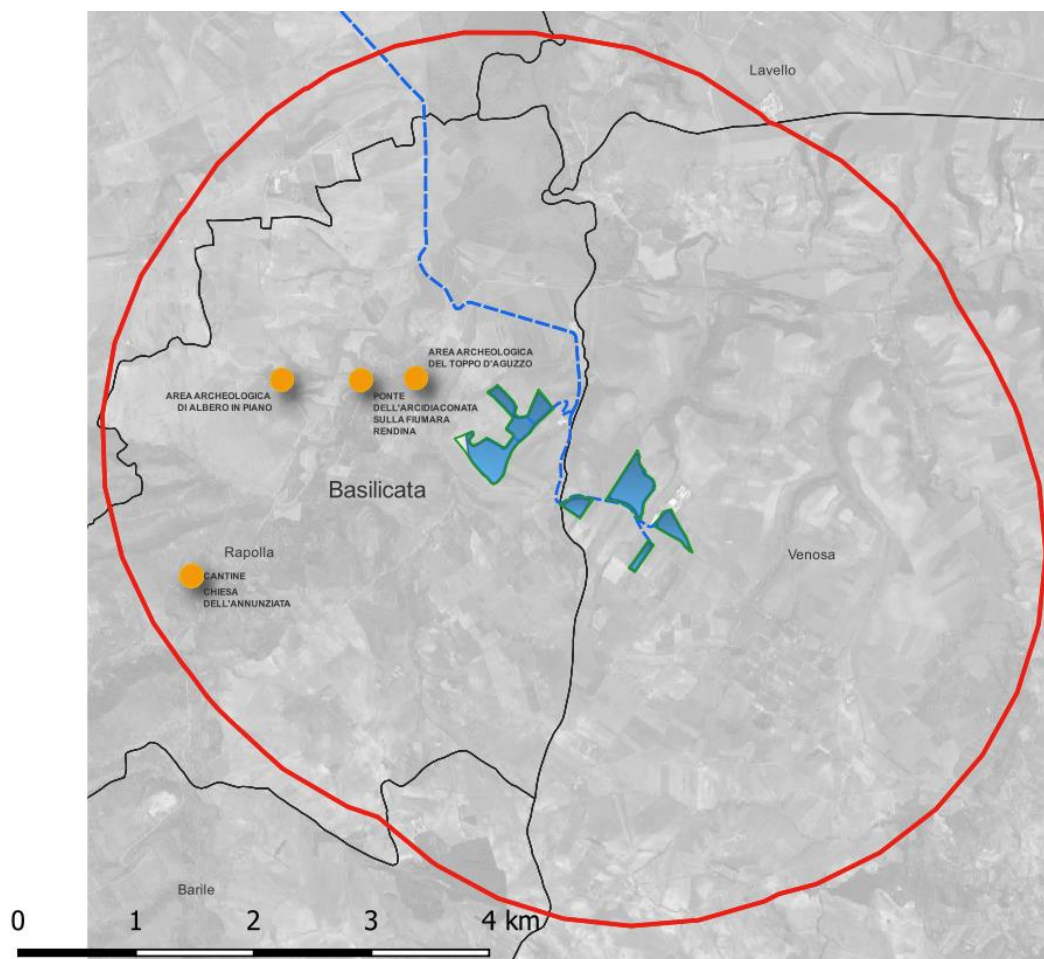 Lavello
AREA ARCHEOLOGICA
DEL TOPPO D'AGUZZO
AREA ARCHEOLOGICA
DI ALBERO IN PIANO
PONTE
DELL'ARCIDIACONATA
SULLA FIUMARA
RENDINA
Basilicata
Rapolla
Venosa
CANTINE
CHIESA
DELL'ANNUNZIATA
Barile
0 1 2 3 4 km